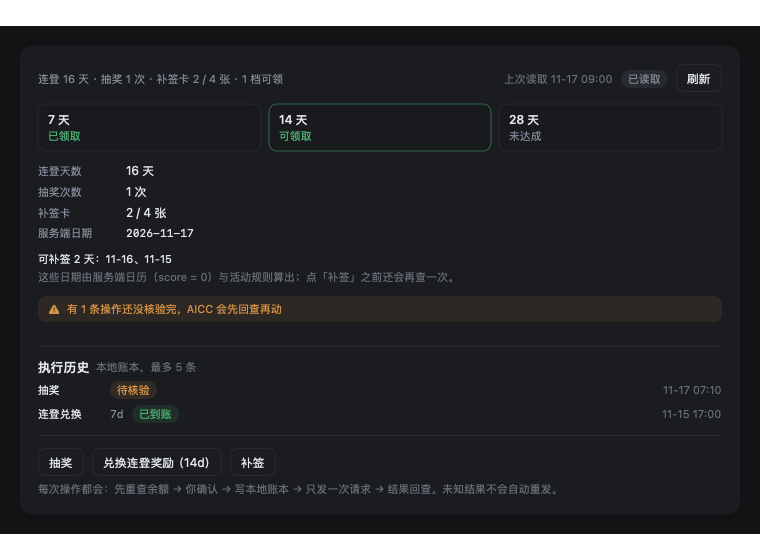 连登 16 天 · 抽奖 1 次 · 补签卡 2 / 4 张 · 1 档可领 上次读取 11-17 09:00 已读取 刷新
7 天 14 天 28 天
已领取 可领取 未达成
连登天数 16 天
抽奖次数 1 次
补签卡 2 / 4 张
服务端日期 2026-11-17
可补签 2 天：11-16、11-15
这些日期由服务端日历（score = 0）与活动规则算出；点「补签」之前还会再查一次。
有 1 条操作还没核验完，AICC 会先回查再动
执行历史 本地账本，最多 5 条
抽奖 待核验 11-17 07:10
连登兑换 7d 已到账 11-15 17:00
抽奖 兑换连登奖励（14d） 补签
每次操作都会：先重查余额 → 你确认 → 写本地账本 → 只发一次请求 → 结果回查。未知结果不会自动重发。